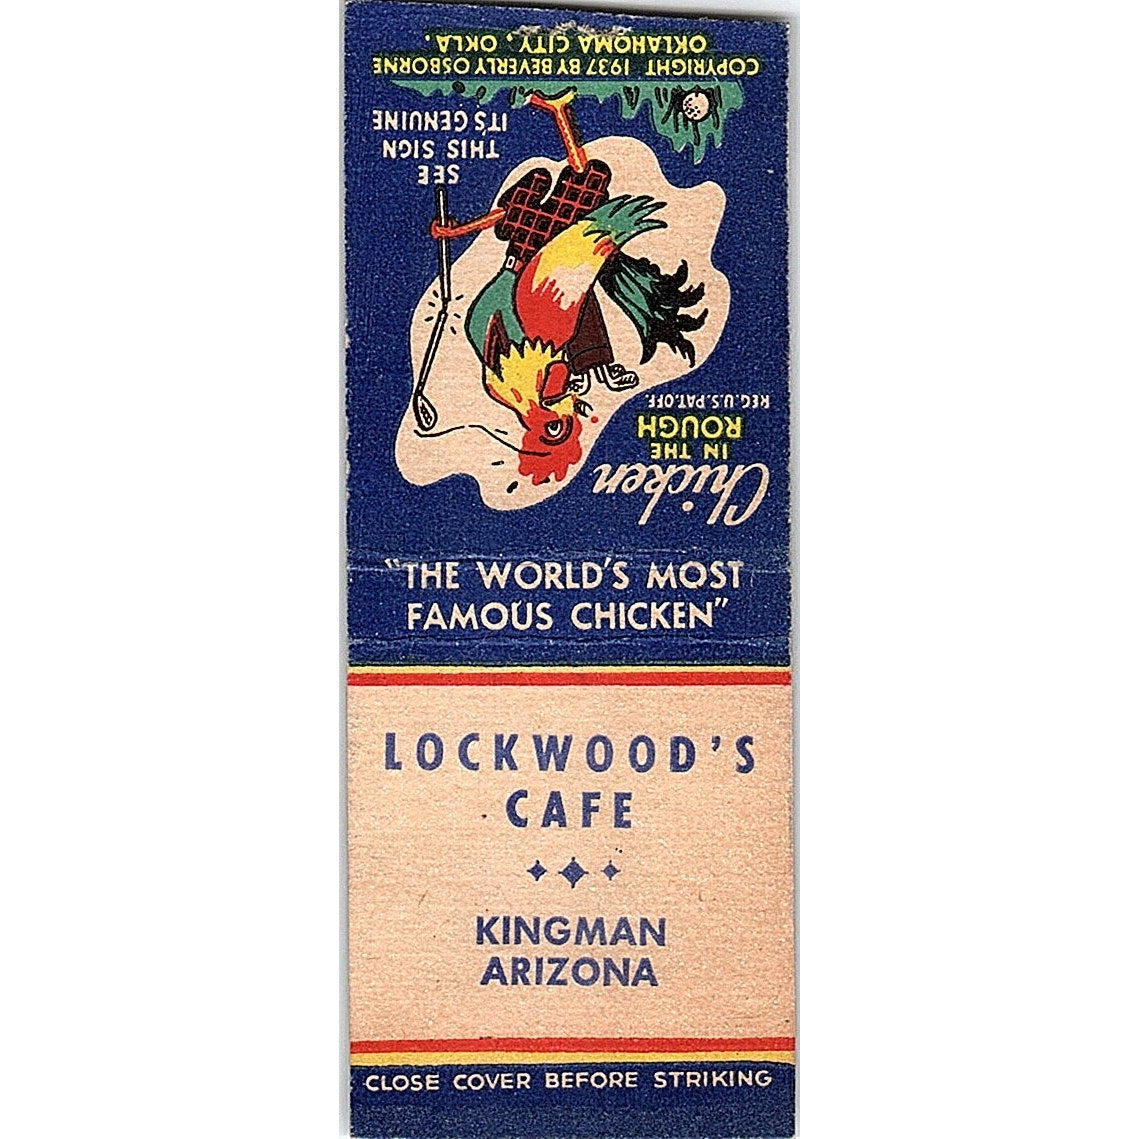 Chicken
IN THE
ROUGH
REG.U.S.PAT.OFF.
SEE
THIS SIGN
IT'S GENUINE
COPYRIGHT 1937 BY BEVERLY OSBORNE
OKLAHOMA CITY, OKLA.
"THE WORLD'S MOST
FAMOUS CHICKEN"
LOCKWOOD'S
CAFE
KINGMAN
ARIZONA
CLOSE COVER BEFORE STRIKING